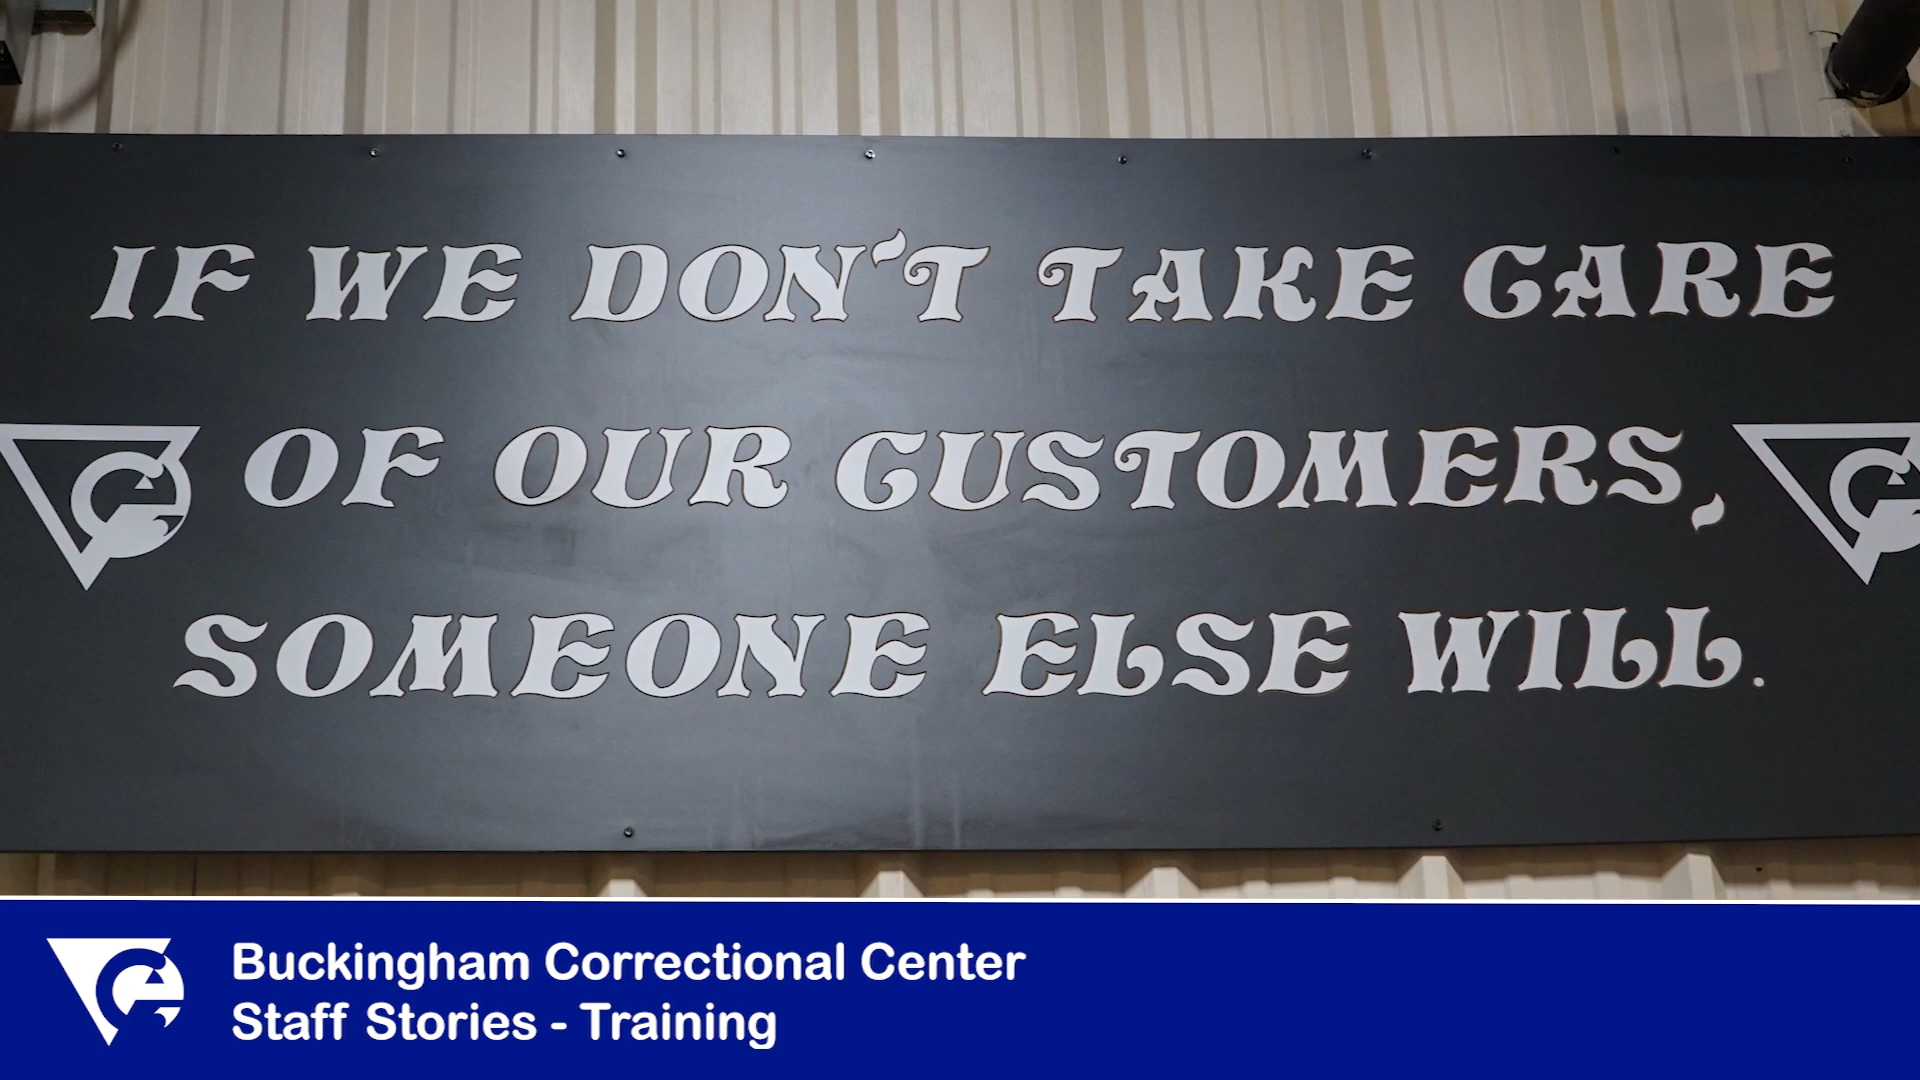 IF WE DON'T TAKE CARE
OF OUR CUSTOMERS,
SOMEONE ELSE WILL.
Buckingham Correctional Center
Staff Stories - Training